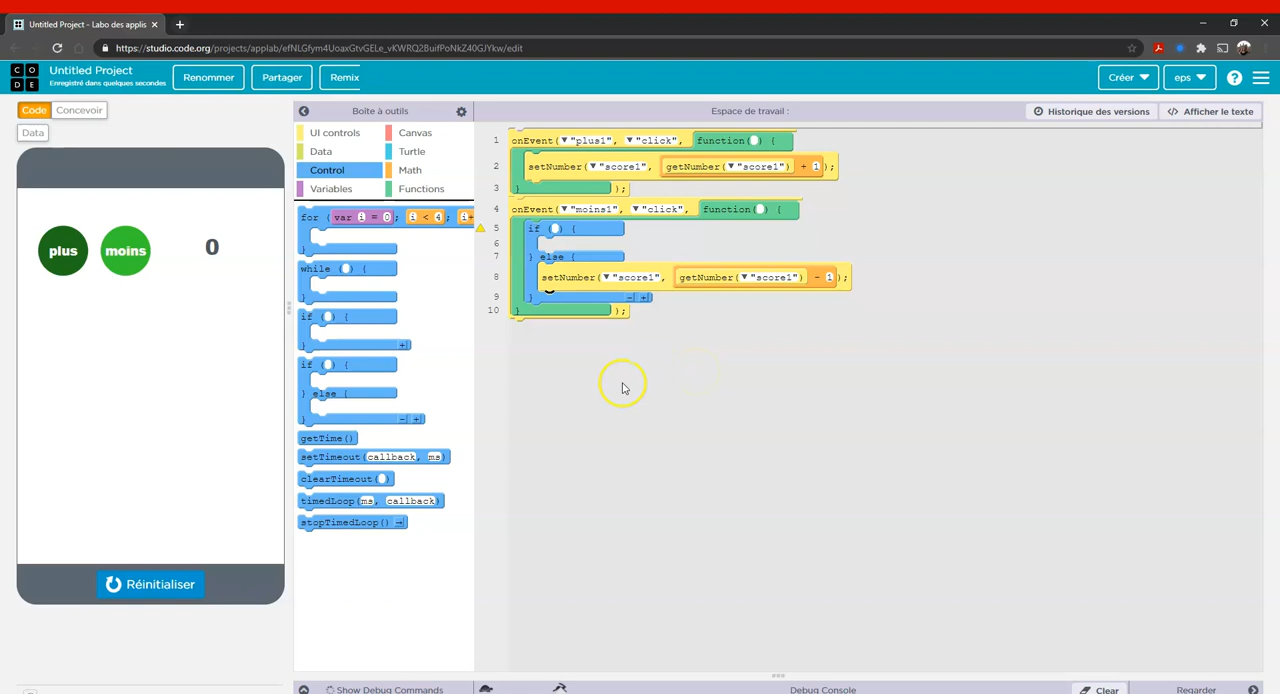 Untitled Project - Labo des applis
https://studio.code.org/projects/applab/efNLGfym4UoaxGtvGELe_vKWRQ2BuifPoNkZ40GJYkw/edit
CO
DE
Untitled Project
Enregistré dans quelques secondes
Renommer
Partager
Remix
Créer
eps
?
Code
Concevoir
Data
Boîte à outils
Espace de travail :
Historique des versions
</> Afficher le texte
UI controls
Canvas
Data
Turtle
Control
Math
Variables
Functions
for (var i = 0; i < 4; i+
}
while () {
}
if () {
}
+
if () {
} else {
}
- +
getTime()
setTimeout(callback, ms)
clearTimeout()
timedLoop(ms, callback)
stopTimedLoop()
plus
moins
0
Réinitialiser
1 onEvent("plus1", "click", function() {
2 setNumber("score1", getNumber("score1") + 1);
3 });
4 onEvent("moins1", "click", function() {
5 if () {
6
7 } else {
8 setNumber("score1", getNumber("score1") - 1);
9 } - +
10 });
Show Debug Commands
Debug Console
Clear
Regarder